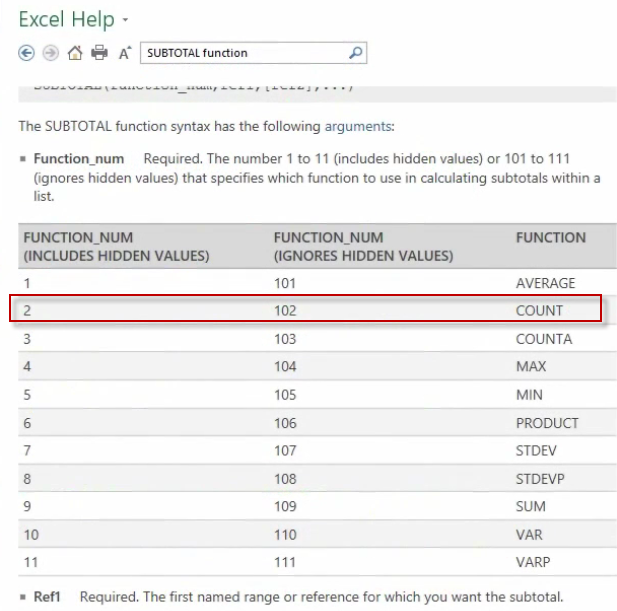 Excel Help
A
SUBTOTAL function
SUBTOTAL(function_num,ref1,[ref2],...)
The SUBTOTAL function syntax has the following arguments:
Function_num Required. The number 1 to 11 (includes hidden values) or 101 to 111
(ignores hidden values) that specifies which function to use in calculating subtotals within a
list.
FUNCTION_NUM FUNCTION_NUM FUNCTION
(INCLUDES HIDDEN VALUES) (IGNORES HIDDEN VALUES)
1 101 AVERAGE
2 102 COUNT
3 103 COUNTA
4 104 MAX
5 105 MIN
6 106 PRODUCT
7 107 STDEV
8 108 STDEVP
9 109 SUM
10 110 VAR
11 111 VARP
Ref1 Required. The first named range or reference for which you want the subtotal.